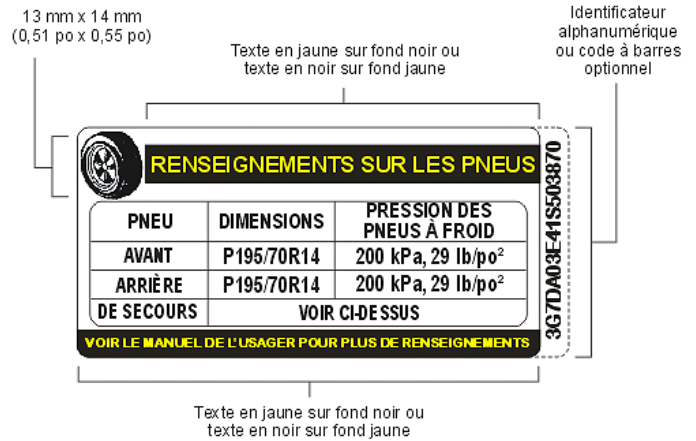 13 mm x 14 mm
(0,51 po x 0,55 po)
Texte en jaune sur fond noir ou
texte en noir sur fond jaune
Identificateur
alphanumérique
ou code à barres
optionnel
RENSEIGNEMENTS SUR LES PNEUS
PNEU DIMENSIONS PRESSION DES
PNEUS À FROID
AVANT P195/70R14 200 kPa, 29 lb/po²
ARRIÈRE P195/70R14 200 kPa, 29 lb/po²
DE SECOURS VOIR CI-DESSUS
VOIR LE MANUEL DE L'USAGER POUR PLUS DE RENSEIGNEMENTS
3G7DA03E41S503870
Texte en jaune sur fond noir ou
texte en noir sur fond jaune